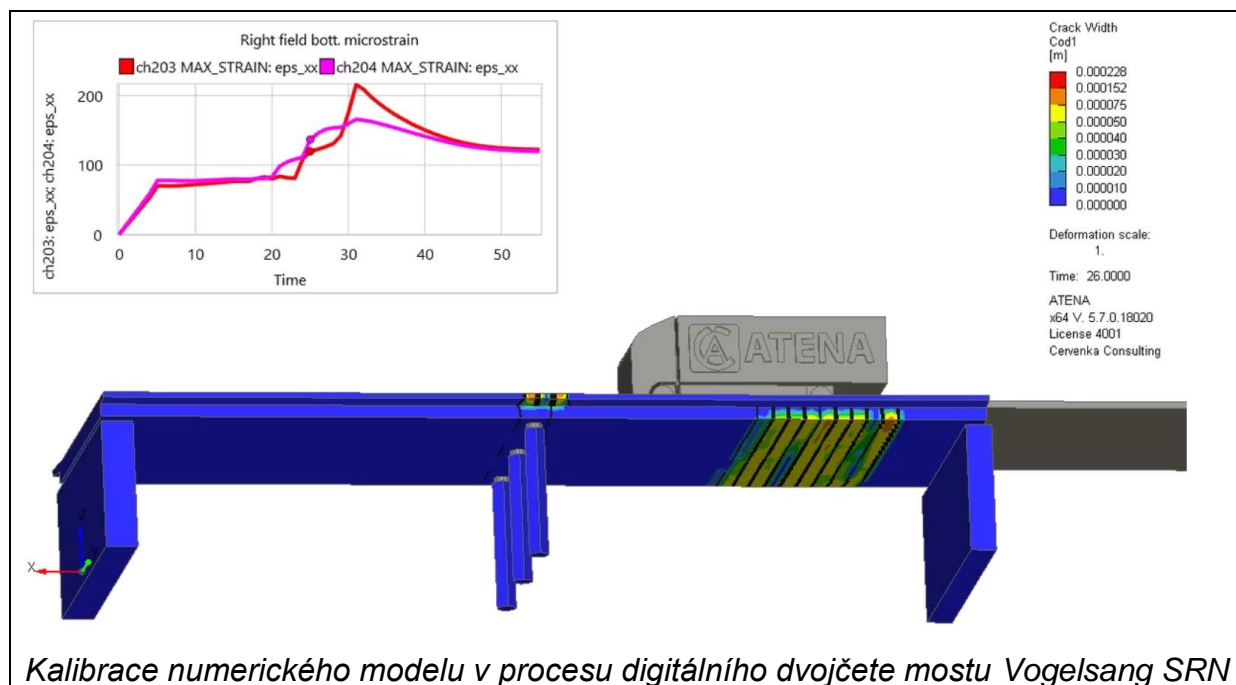 Right field bott. microstrain
ch203 MAX_STRAIN: eps_xx ch204 MAX_STRAIN: eps_xx
ch203: eps_xx; ch204: eps_xx
200
100
0
0 10 20 30 40 50
Time
Crack Width
Cod1
[m]
0.000228
0.000152
0.000075
0.000050
0.000040
0.000030
0.000020
0.000010
0.000000
Deformation scale:
1.
Time: 26.0000
ATENA
x64 V. 5.7.0.18020
License 4001
Cervenka Consulting
CA ATENA
Z
Y
X
Kalibrace numerického modelu v procesu digitálního dvojčete mostu Vogelsang SRN